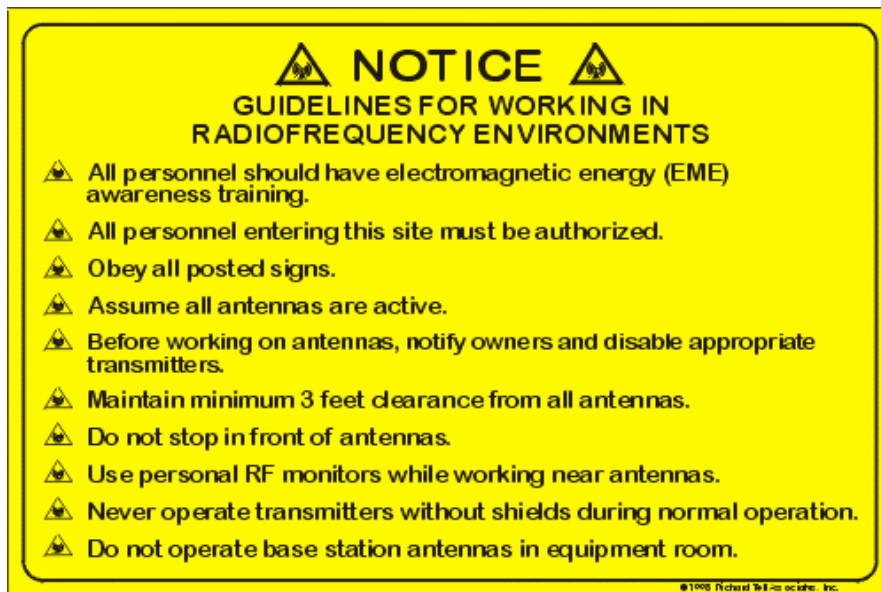 NOTICE
GUIDELINES FOR WORKING IN
RADIOFREQUENCY ENVIRONMENTS
All personnel should have electromagnetic energy (EME)
awareness training.
All personnel entering this site must be authorized.
Obey all posted signs.
Assume all antennas are active.
Before working on antennas, notify owners and disable appropriate
transmitters.
Maintain minimum 3 feet clearance from all antennas.
Do not stop in front of antennas.
Use personal RF monitors while working near antennas.
Never operate transmitters without shields during normal operation.
Do not operate base station antennas in equipment room.
Richard Tell Associates, Inc.